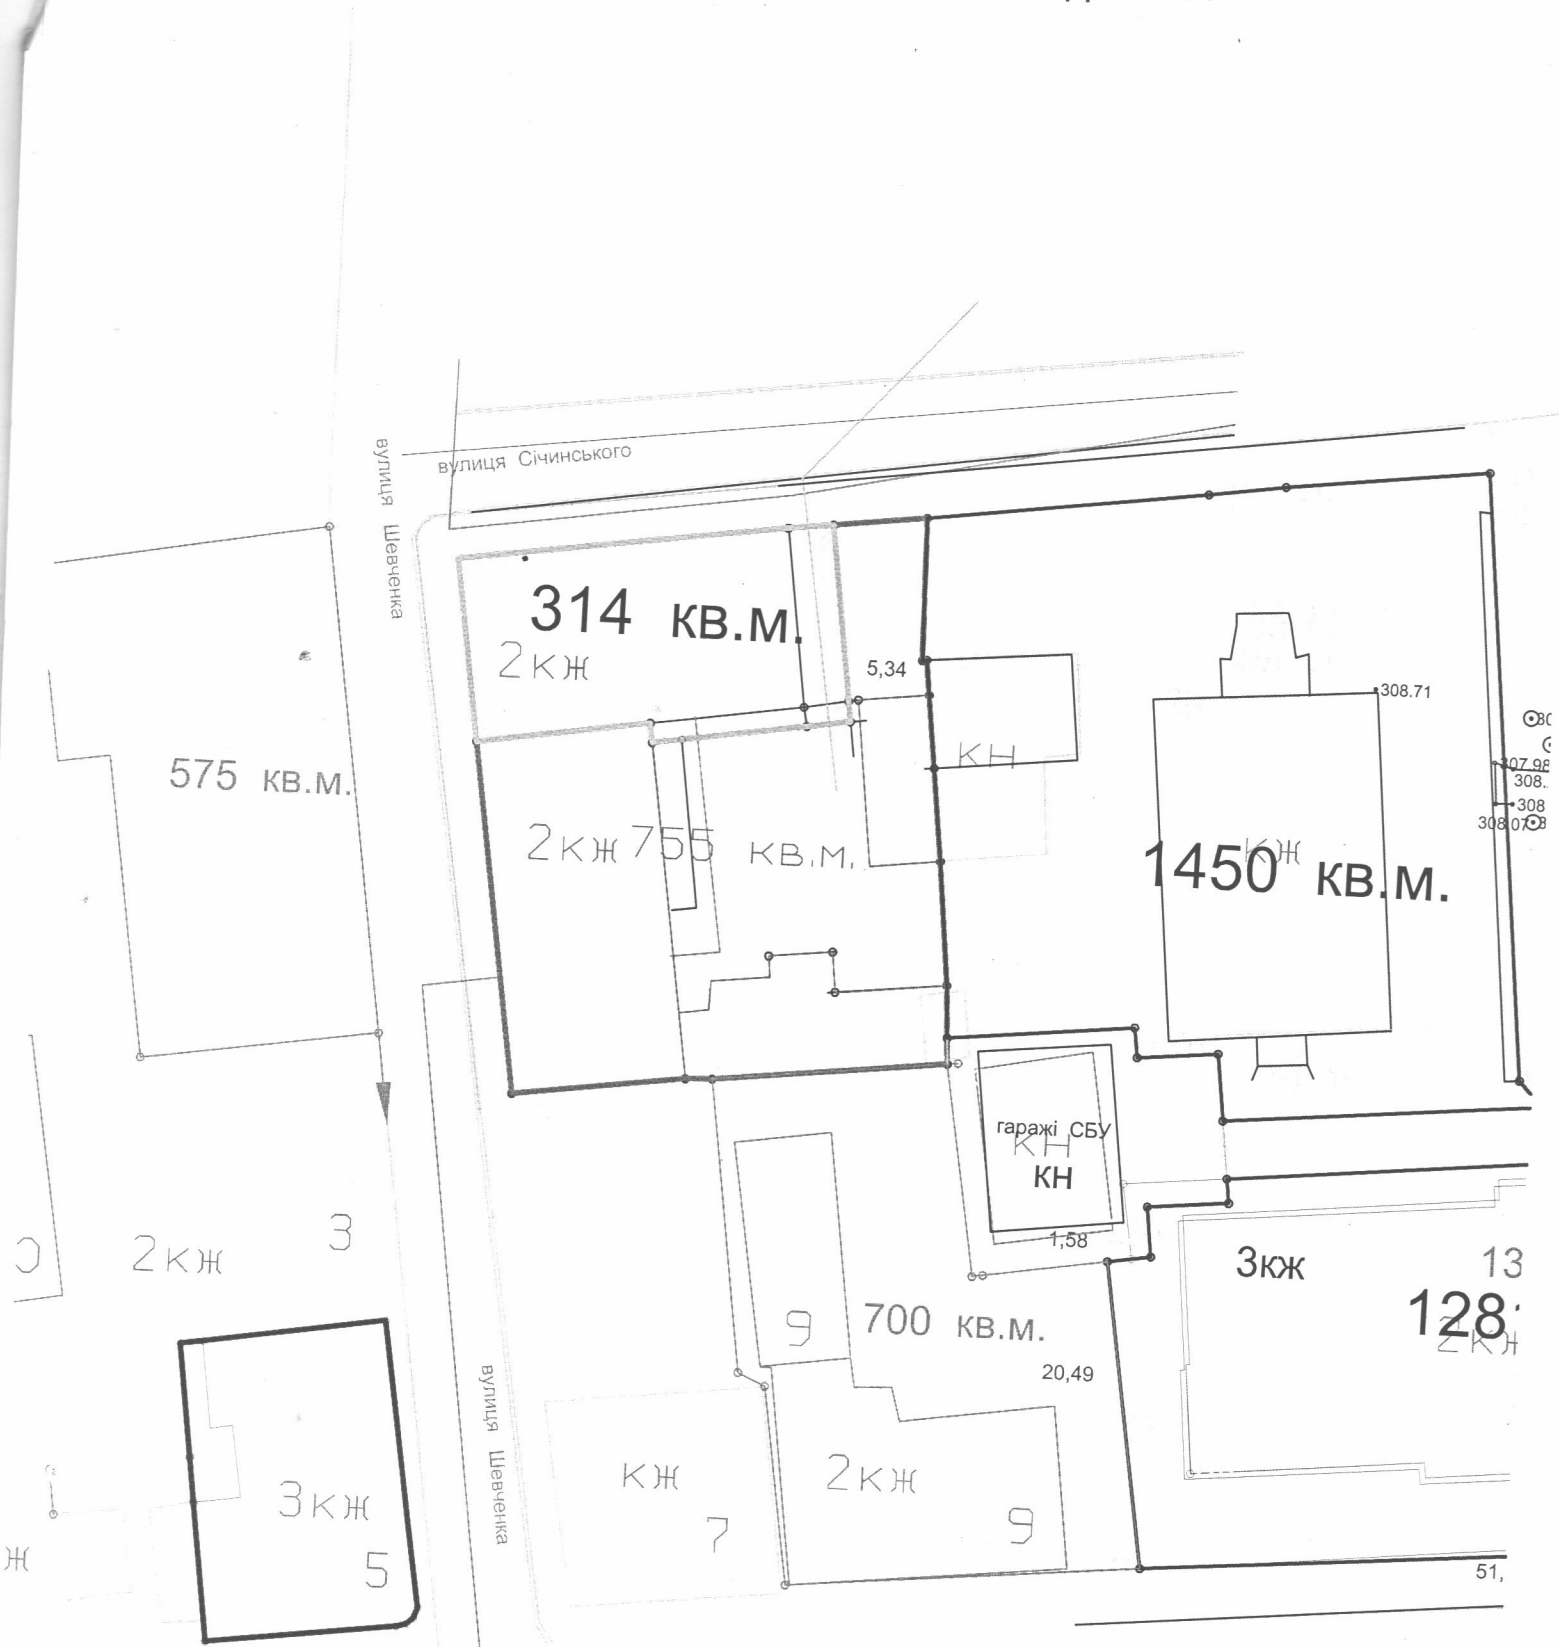 вулиця Січинського
вулиця Шевченка
314 кв.м.
2кж
5,34
308.71
575 кв.м.
кн
307.98
308.
308
308.07
2кж
755 кв.м.
кж
1450 кв.м.
гаражі СБУ
кн
кн
1,58
3
2кж
3кж
13
128
2кж
9
700 кв.м.
20,49
вулиця Шевченка
3кж
5
кж
7
2кж
9
ж
51,